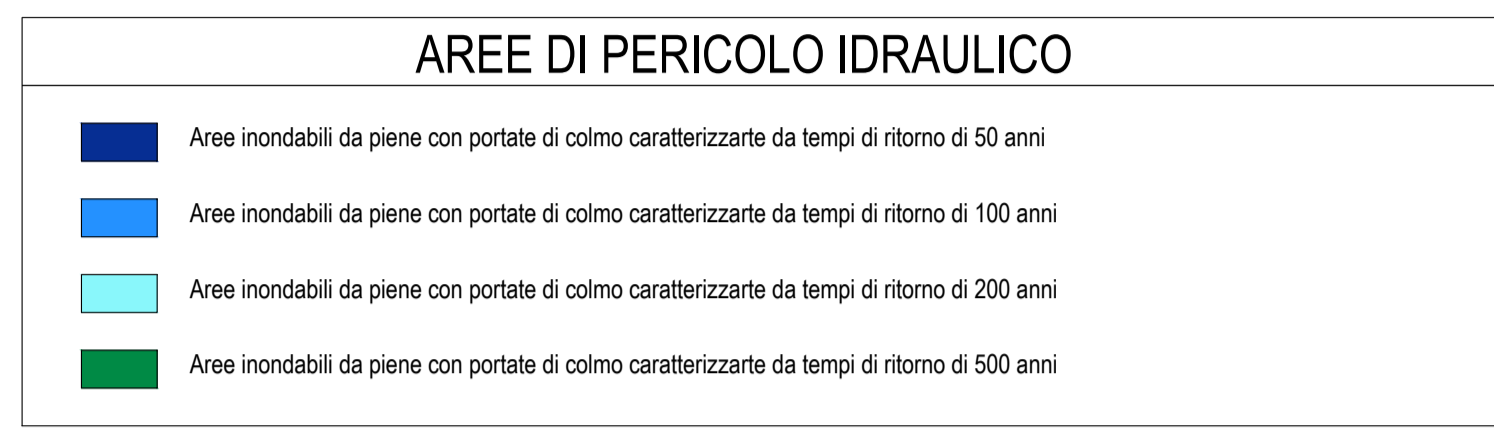 AREE DI PERICOLO IDRAULICO
Aree inondabili da piene con portate di colmo caratterizzarte da tempi di ritorno di 50 anni
Aree inondabili da piene con portate di colmo caratterizzarte da tempi di ritorno di 100 anni
Aree inondabili da piene con portate di colmo caratterizzarte da tempi di ritorno di 200 anni
Aree inondabili da piene con portate di colmo caratterizzarte da tempi di ritorno di 500 anni